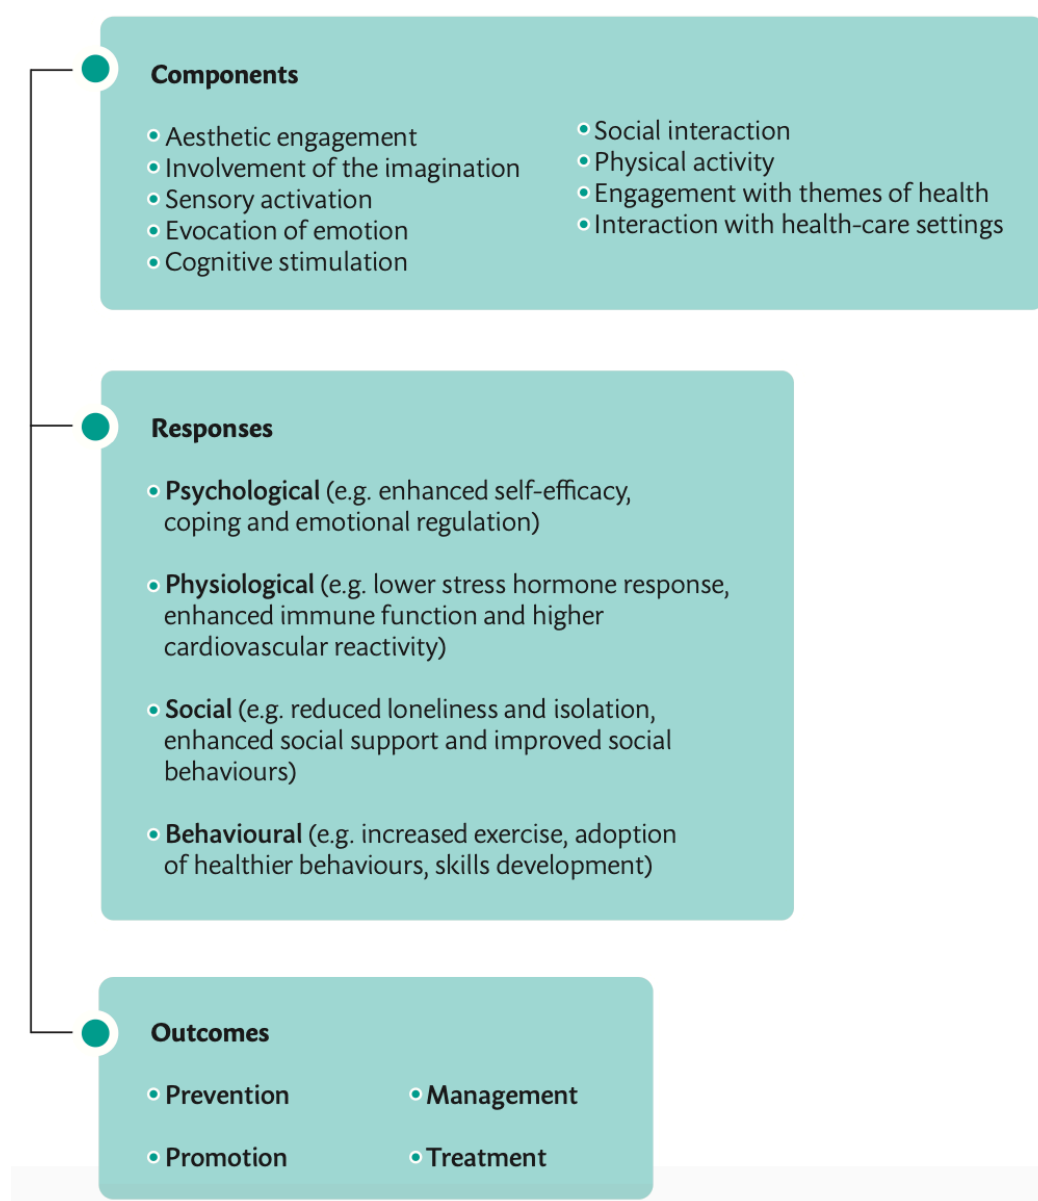 Components
Aesthetic engagement
Involvement of the imagination
Sensory activation
Evocation of emotion
Cognitive stimulation
Social interaction
Physical activity
Engagement with themes of health
Interaction with health-care settings
Responses
Psychological (e.g. enhanced self-efficacy,
coping and emotional regulation)
Physiological (e.g. lower stress hormone response,
enhanced immune function and higher
cardiovascular reactivity)
Social (e.g. reduced loneliness and isolation,
enhanced social support and improved social
behaviours)
Behavioural (e.g. increased exercise, adoption
of healthier behaviours, skills development)
Outcomes
Prevention
Promotion
Management
Treatment